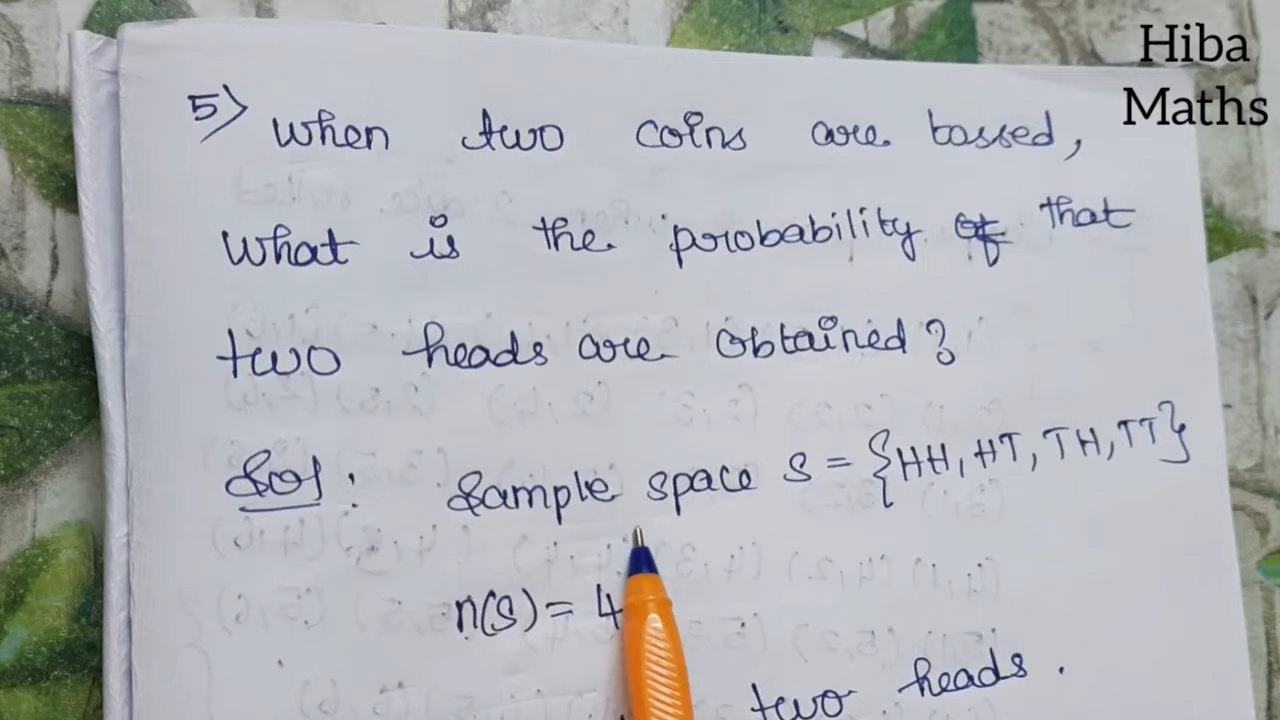 Hiba
Maths
5) When two coins are tossed,
what is the probability of that
two heads are obtained?
Sol: Sample space S = {HH, HT, TH, TT}
n(S) = 4
two heads.